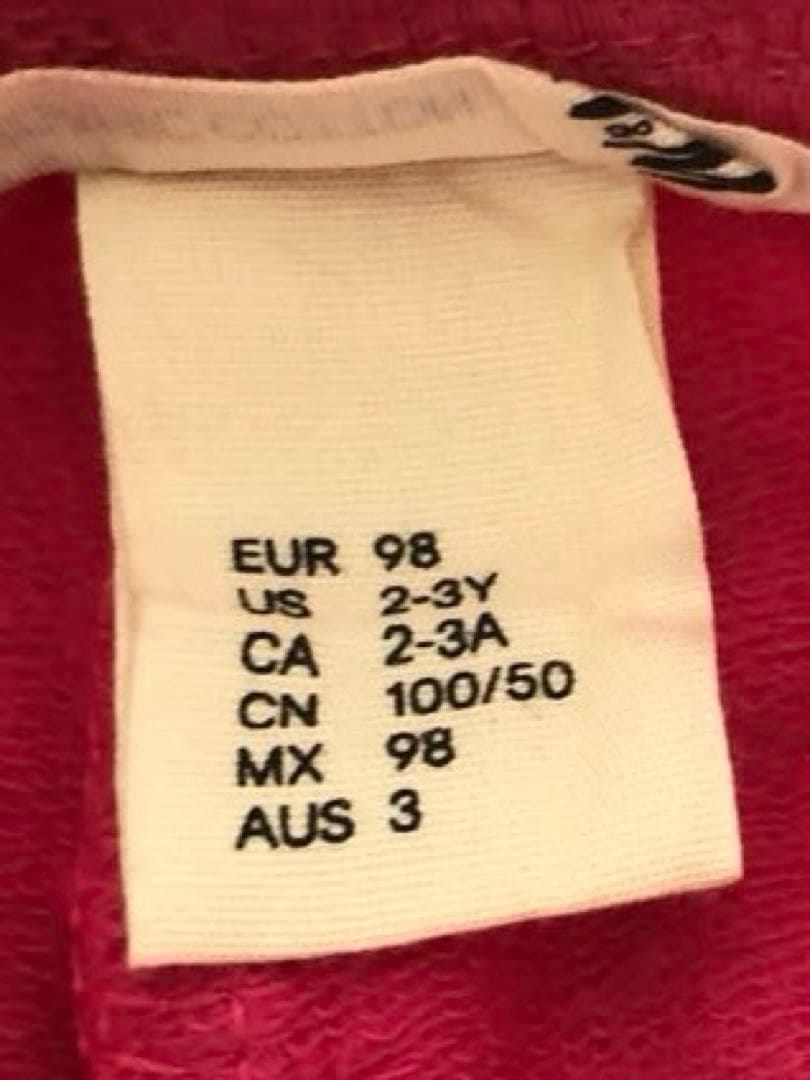 EUR 98
US 2-3Y
CA 2-3A
CN 100/50
MX 98
AUS 3